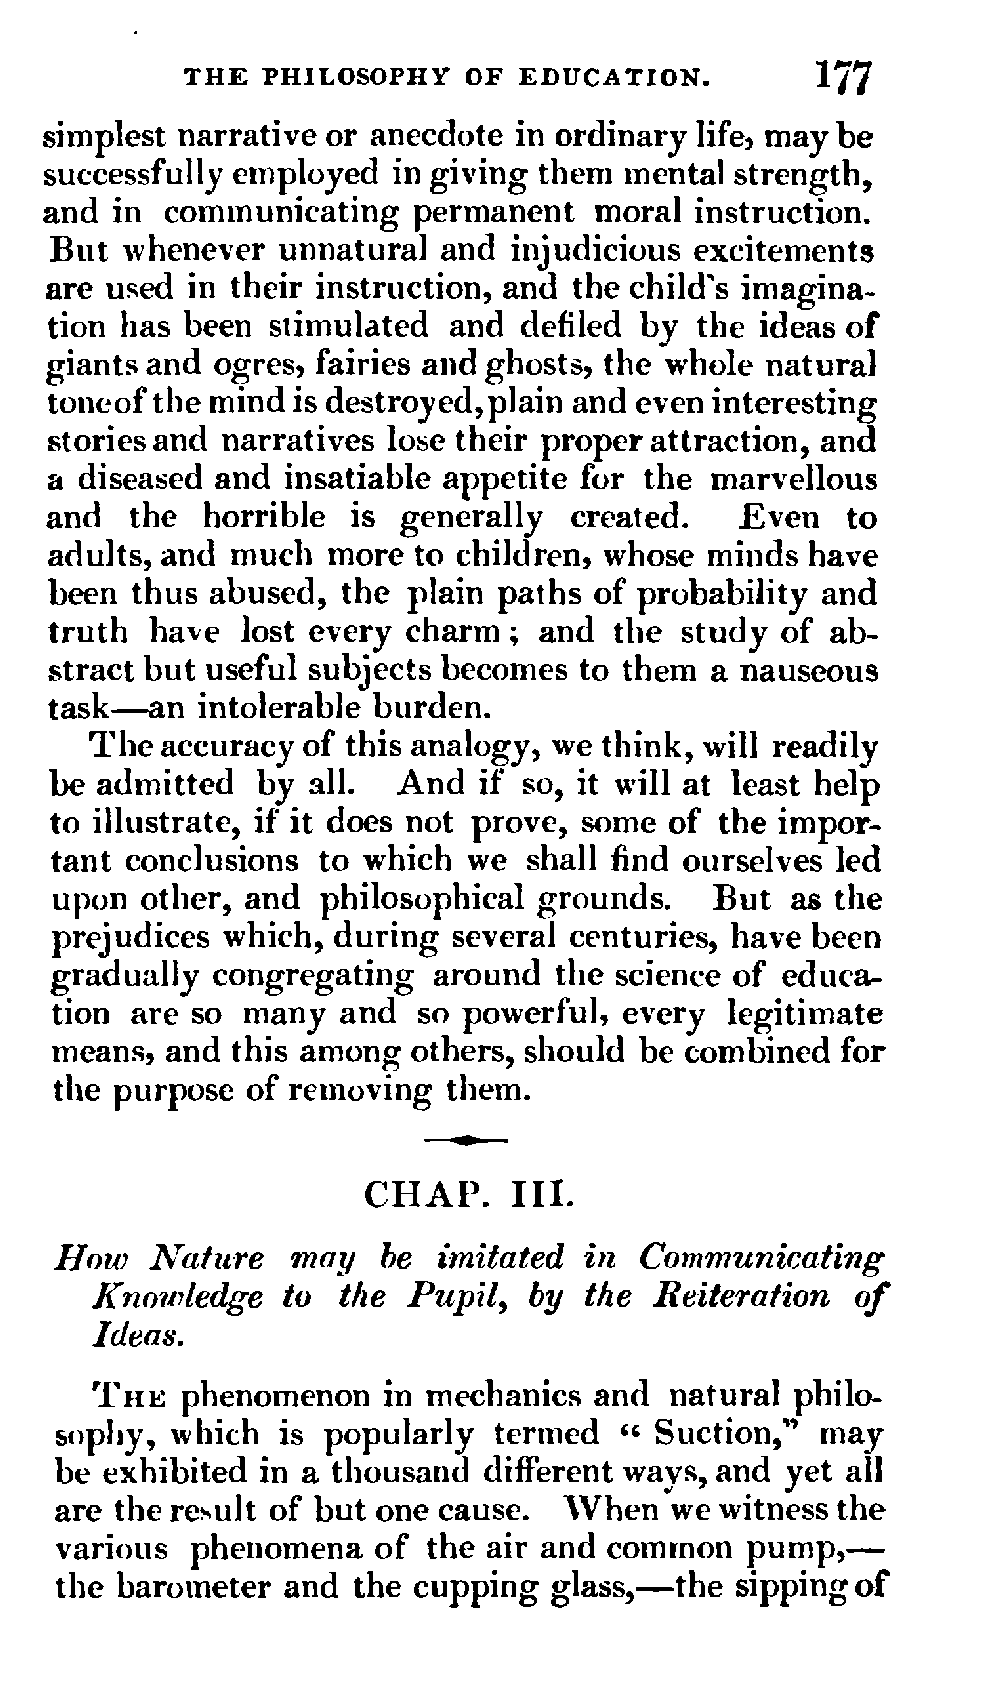 THE PHILOSOPHY OF EDUCATION. 177
simplest narrative or anecdote in ordinary life, may be
successfully employed in giving them mental strength,
and in communicating permanent moral instruction.
But whenever unnatural and injudicious excitements
are used in their instruction, and the child's imagina-
tion has been stimulated and defiled by the ideas of
giants and ogres, fairies and ghosts, the whole natural
tone of the mind is destroyed, plain and even interesting
stories and narratives lose their proper attraction, and
a diseased and insatiable appetite for the marvellous
and the horrible is generally created. Even to
adults, and much more to children, whose minds have
been thus abused, the plain paths of probability and
truth have lost every charm; and the study of ab-
stract but useful subjects becomes to them a nauseous
task—an intolerable burden.
The accuracy of this analogy, we think, will readily
be admitted by all. And if so, it will at least help
to illustrate, if it does not prove, some of the impor-
tant conclusions to which we shall find ourselves led
upon other, and philosophical grounds. But as the
prejudices which, during several centuries, have been
gradually congregating around the science of educa-
tion are so many and so powerful, every legitimate
means, and this among others, should be combined for
the purpose of removing them.
CHAP. III.
How Nature may be imitated in Communicating
Knowledge to the Pupil, by the Reiteration of
Ideas.
THE phenomenon in mechanics and natural philo-
sophy, which is popularly termed “ Suction,” may
be exhibited in a thousand different ways, and yet all
are the result of but one cause. When we witness the
various phenomena of the air and common pump,—
the barometer and the cupping glass,—the sipping of